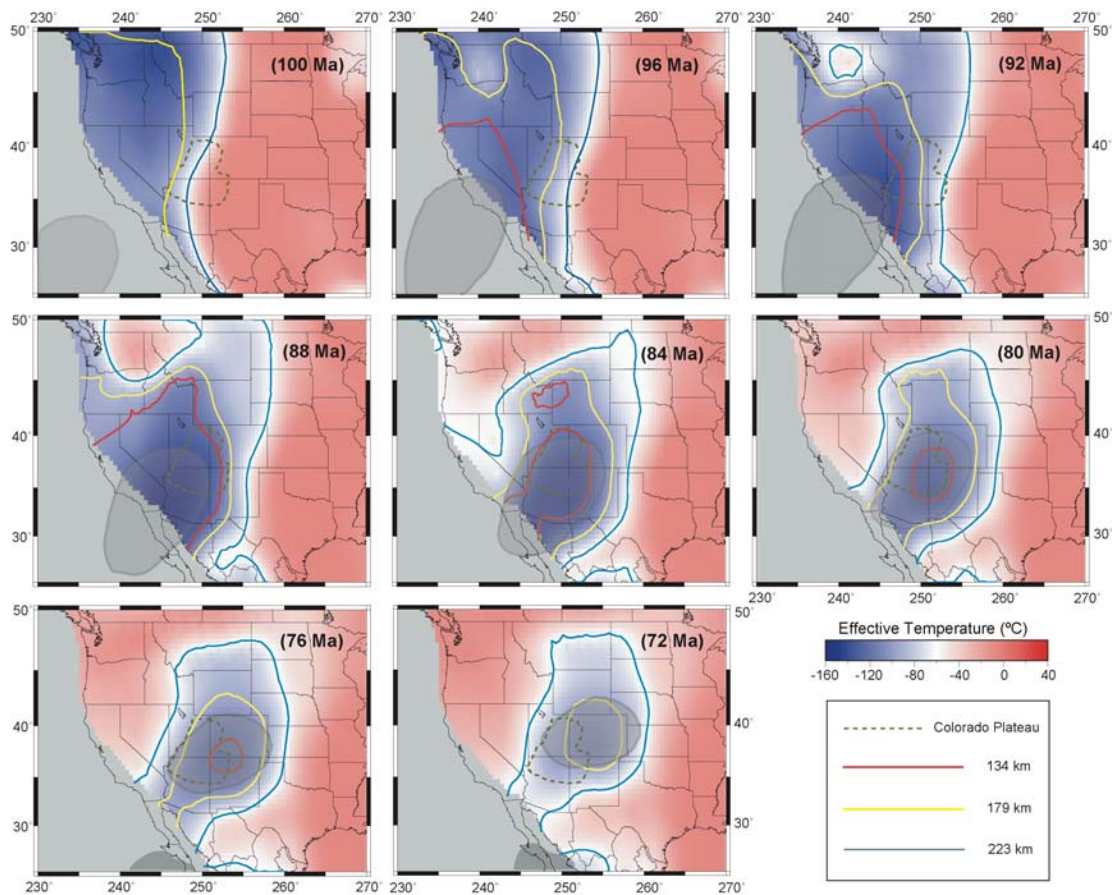 230 240 250 260 270
230 240 250 260 270
230 240 250 260 270
50°
40°
30°
(100 Ma)
(96 Ma)
(92 Ma)
50°
40°
30°
50°
40°
30°
(88 Ma)
(84 Ma)
(80 Ma)
50°
40°
30°
230 240 250 260 270
50°
40°
30°
(76 Ma)
(72 Ma)
50°
40°
30°
230 240 250 260 270
230 240 250 260 270
Effective Temperature (ºC)
-160 -120 -80 -40 0 40
Colorado Plateau
134 km
179 km
223 km